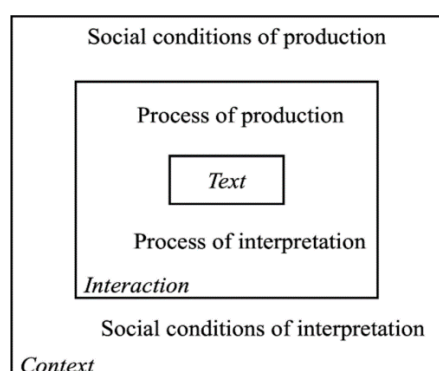 Social conditions of production
Process of production
Text
Process of interpretation
Interaction
Social conditions of interpretation
Context